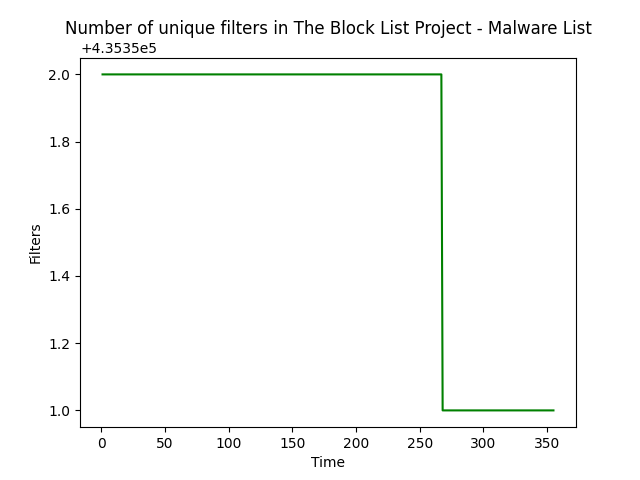 Number of unique filters in The Block List Project - Malware List
+4.3535e5
2.0
1.8
1.6
1.4
1.2
1.0
Filters
0 50 100 150 200 250 300 350
Time